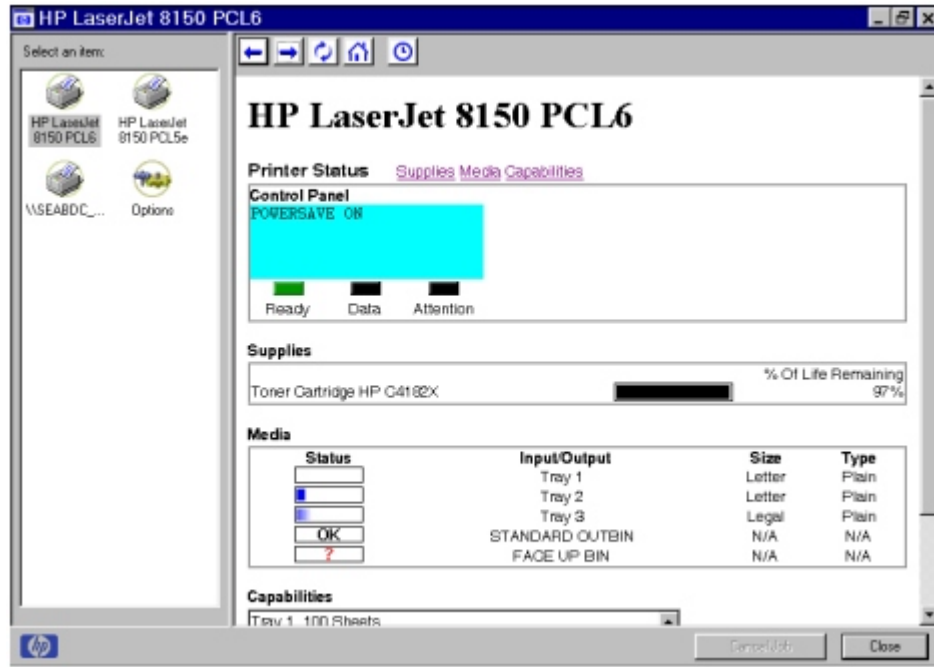 HP LaserJet 8150 PCL6
Select an item:
HP LaserJet 8150 PCL6
HP LaserJet 8150 PCL5e
\\SEABDC_...
Options
HP LaserJet 8150 PCL6
Printer Status Supplies Media Capabilities
Control Panel
POWERSAVE ON
Ready Data Attention
Supplies
% Of Life Remaining
Toner Cartridge HP C4182X 97%
Media
Status Input/Output Size Type
Tray 1 Letter Plain
Tray 2 Letter Plain
Tray 3 Legal Plain
OK STANDARD OUTBIN N/A N/A
? FACE UP BIN N/A N/A
Capabilities
Tray 1, 100 Sheets
hp
Cancel Job Close